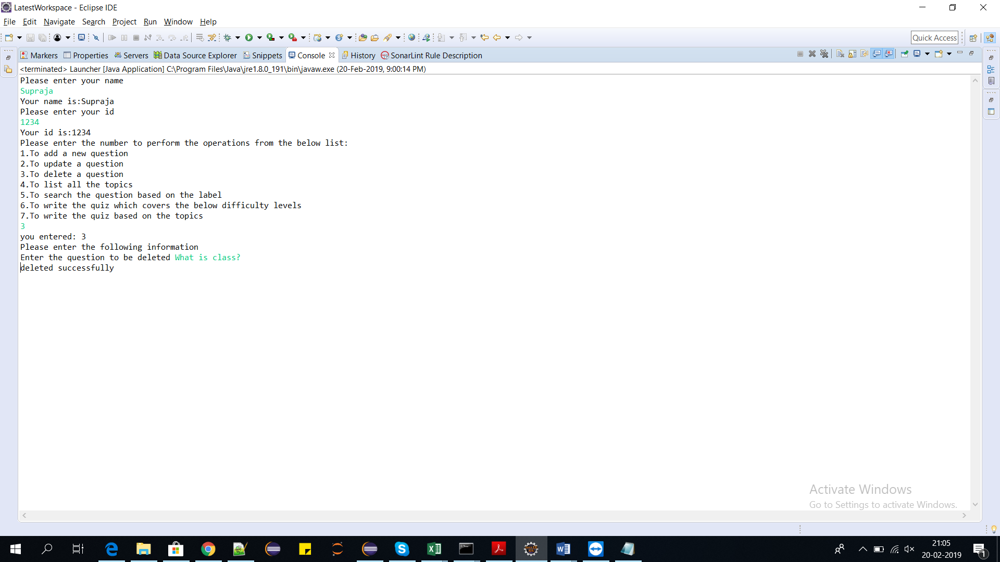 LatestWorkspace - Eclipse IDE
File Edit Navigate Search Project Run Window Help
Quick Access
Markers Properties Servers Data Source Explorer Snippets Console History SonarLint Rule Description
<terminated> Launcher [Java Application] C:\Program Files\Java\jre1.8.0_191\bin\javaw.exe (20-Feb-2019, 9:00:14 PM)
Please enter your name
Supraja
Your name is:Supraja
Please enter your id
1234
Your id is:1234
Please enter the number to perform the operations from the below list:
1.To add a new question
2.To update a question
3.To delete a question
4.To list all the topics
5.To search the question based on the label
6.To write the quiz which covers the below difficulty levels
7.To write the quiz based on the topics
3
you entered: 3
Please enter the following information
Enter the question to be deleted What is class?
deleted successfully
Activate Windows
Go to Settings to activate Windows.
21:05
20-02-2019
1